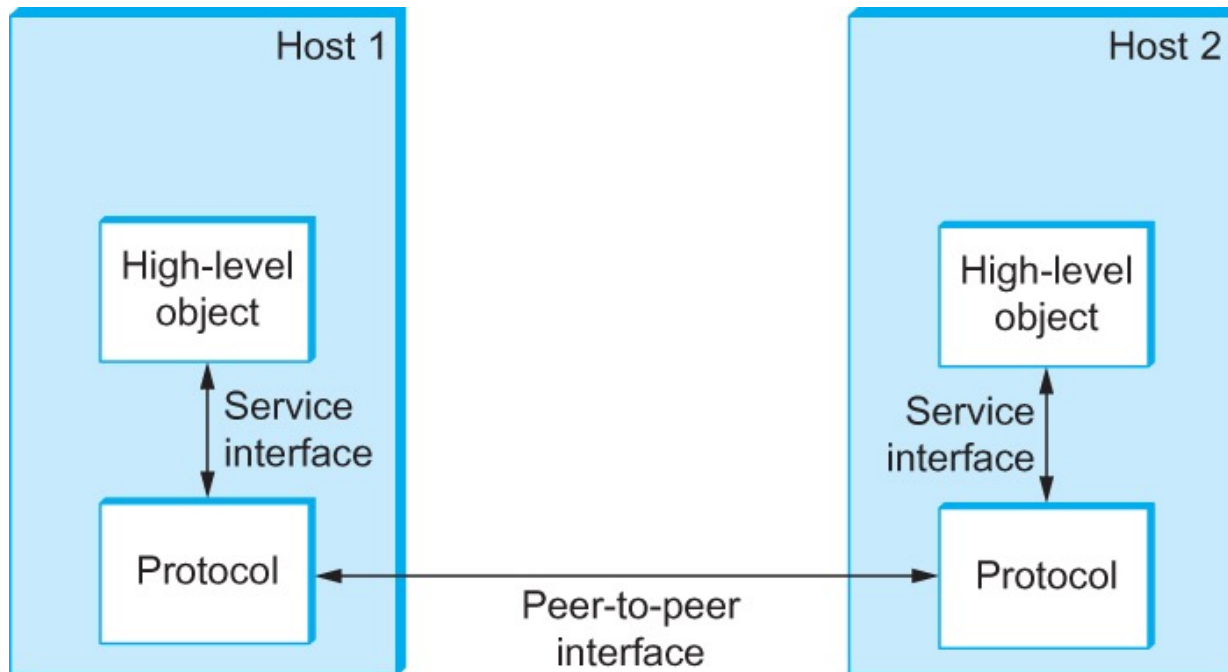 Host 1
Host 2
High-level
object
High-level
object
Service
interface
Service
interface
Protocol
Protocol
Peer-to-peer
interface